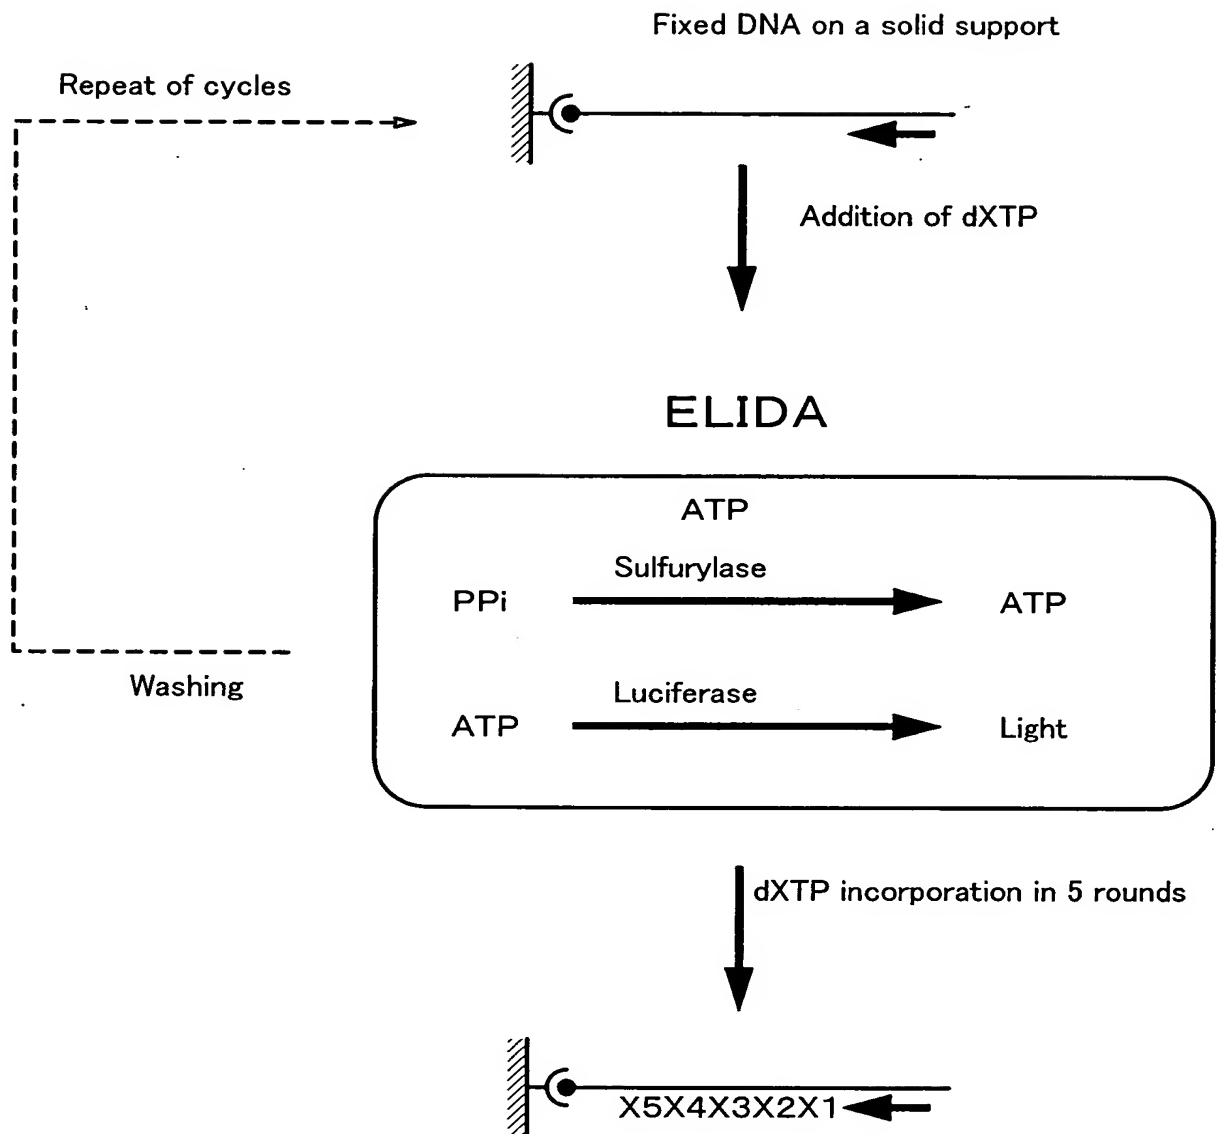 Fixed DNA on a solid support
Repeat of cycles
Addition of dXTP
ELIDA
ATP
Sulfurylase
PPi
ATP
Washing
Luciferase
ATP
Light
dXTP incorporation in 5 rounds
X5X4X3X2X1